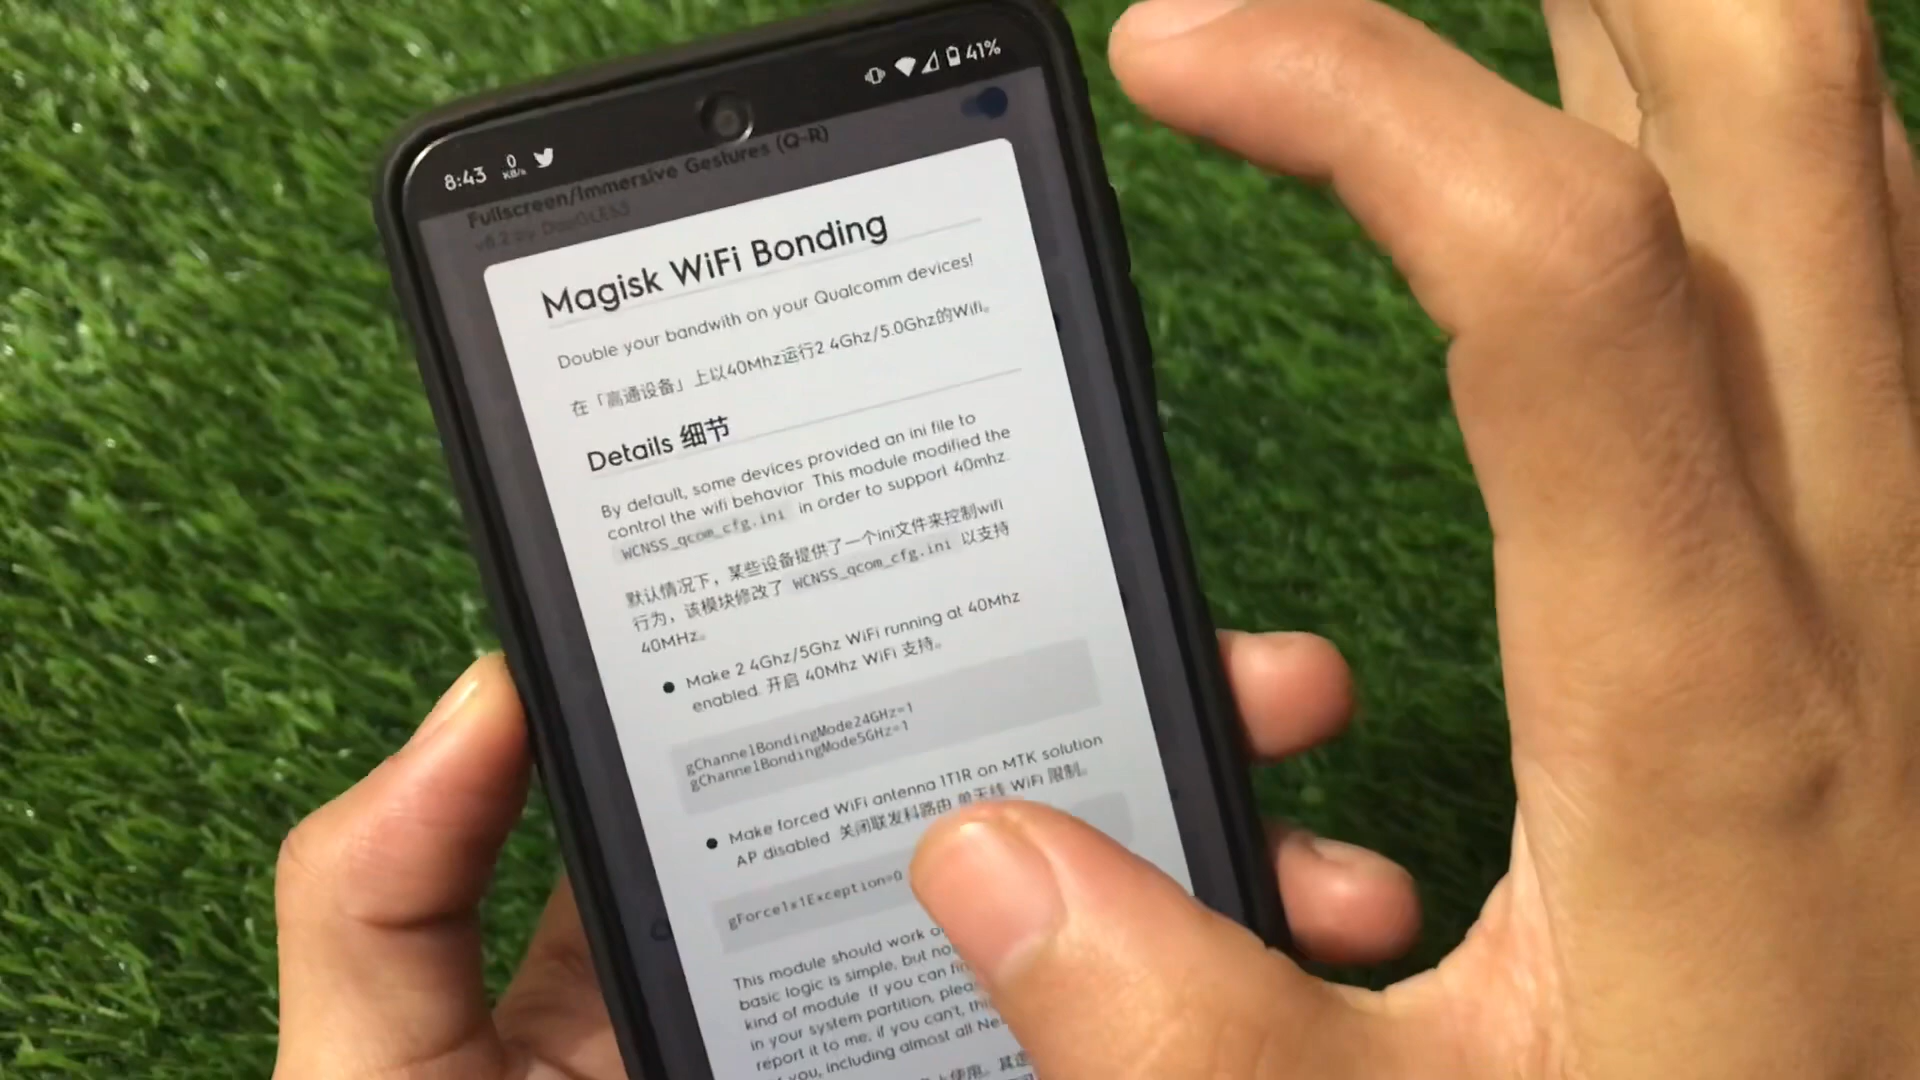 8:43
0
KB/s
41%
Fullscreen/Immersive Gestures (Q-R)
Magisk WiFi Bonding
Double your bandwith on your Qualcomm devices!
在「高通设备」上以40Mhz运行2 4Ghz/5.0Ghz的Wifi。
Details 细节
By default, some devices provided an ini file to
control the wifi behavior This module modified the
WCNSS_qcom_cfg.ini in order to support 40mhz.
默认情况下，某些设备提供了一个ini文件来控制wifi
行为，该模块修改了 WCNSS_qcom_cfg.ini 以支持
40MHz。
Make 2 4Ghz/5Ghz WiFi running at 40Mhz
enabled. 开启 40Mhz WiFi 支持。
gChannelBondingMode24GHz=1
gChannelBondingMode5GHz=1
Make forced WiFi antenna 1T1R on MTK solution
AP disabled 关闭联发科路由 单天线 WiFi 限制。
gForce1x1Exception=0
This module should work
basic logic is simple, but
kind of module If you can
in your system partition,
report it to me, if you can't,
you, including almost all